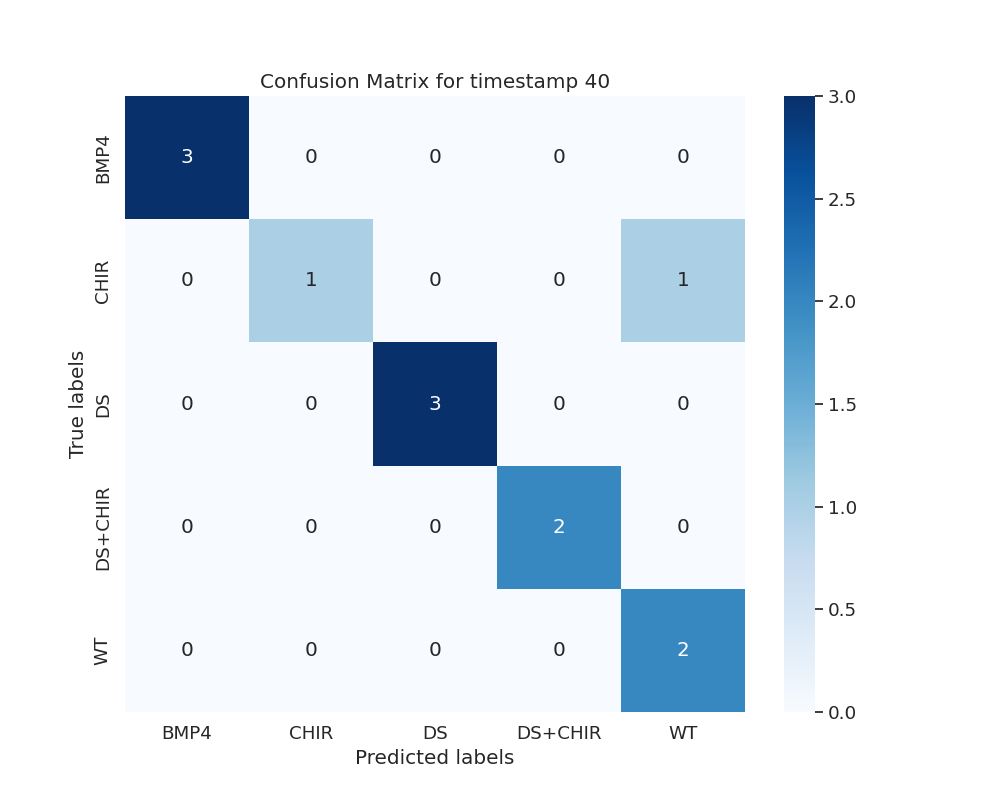 Confusion Matrix for timestamp 40
True labels
BMP4 3 0 0 0 0
CHIR 0 1 0 0 1
DS 0 0 3 0 0
DS+CHIR 0 0 0 2 0
WT 0 0 0 0 2
BMP4 CHIR DS DS+CHIR WT
Predicted labels
3.0
2.5
2.0
1.5
1.0
0.5
0.0